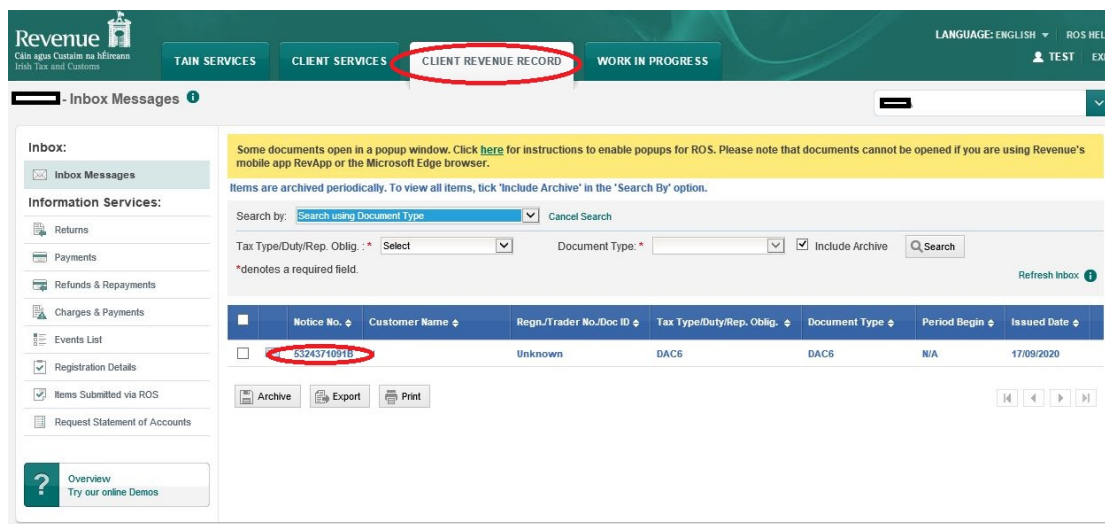 Revenue
Cáin agus Custaim na hÉireann
Irish Tax and Customs
TAIN SERVICES
CLIENT SERVICES
CLIENT REVENUE RECORD
WORK IN PROGRESS
LANGUAGE: ENGLISH
ROS HEL
TEST
EXI
- Inbox Messages
Inbox:
Inbox Messages
Information Services:
Returns
Payments
Refunds & Repayments
Charges & Payments
Events List
Registration Details
Items Submitted via ROS
Request Statement of Accounts
?
Overview
Try our online Demos
Some documents open in a popup window. Click here for instructions to enable popups for ROS. Please note that documents cannot be opened if you are using Revenue's
mobile app RevApp or the Microsoft Edge browser.
Items are archived periodically. To view all items, tick 'Include Archive' in the 'Search By' option.
Search by: Search using Document Type Cancel Search
Tax Type/Duty/Rep. Oblig. : * Select Document Type: * Include Archive Search
*denotes a required field.
Refresh Inbox
Notice No. Customer Name Regn./Trader No./Doc ID Tax Type/Duty/Rep. Oblig. Document Type Period Begin Issued Date
5324371091B Unknown DAC6 DAC6 N/A 17/09/2020
Archive Export Print